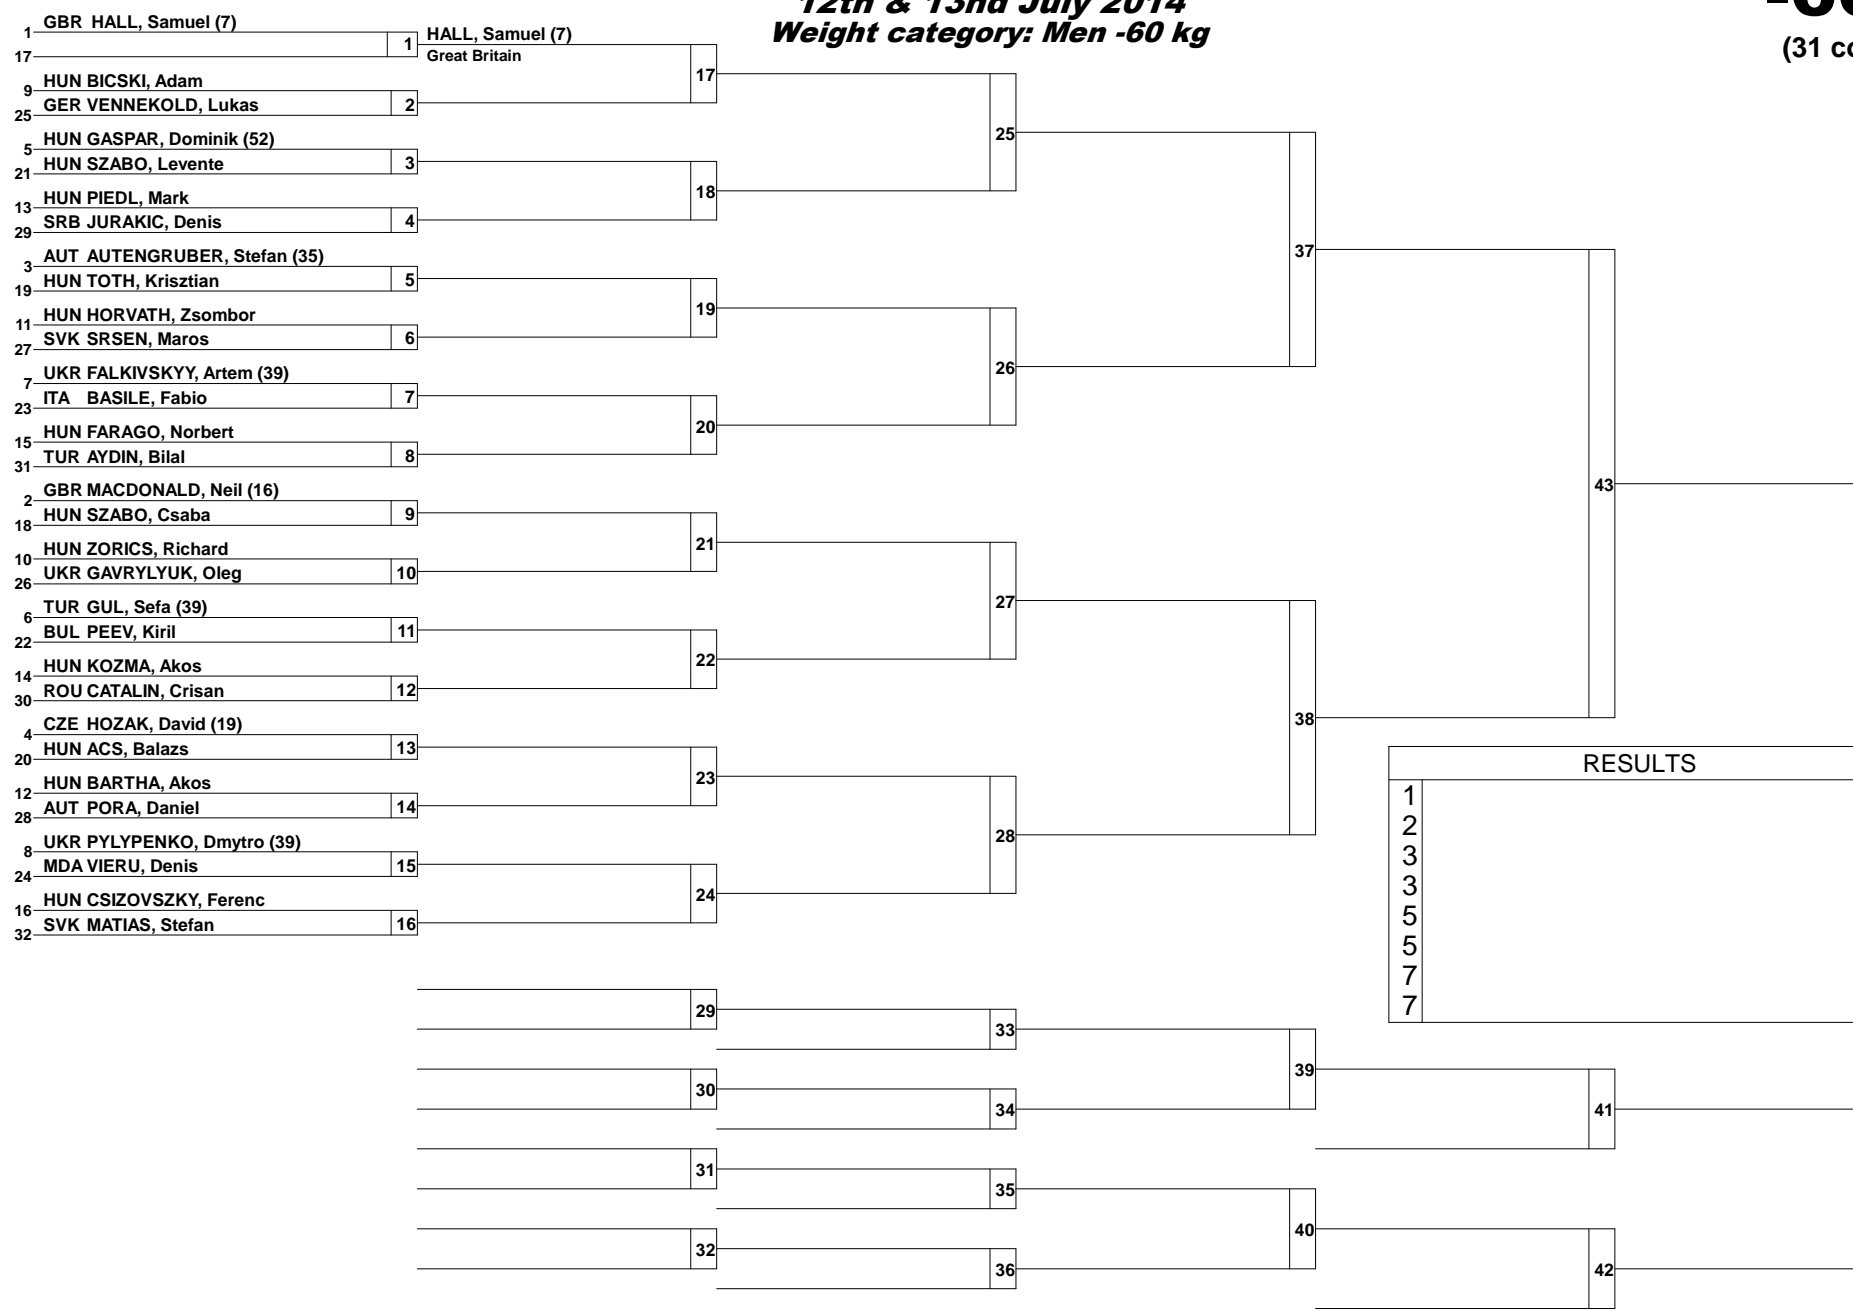 12th & 13nd July 2014
Weight category: Men -60 kg
(31 co
1 GBR HALL, Samuel (7)
17
1
HALL, Samuel (7)
Great Britain
9 HUN BICSKI, Adam
25 GER VENNEKOLD, Lukas
2
17
5 HUN GASPAR, Dominik (52)
21 HUN SZABO, Levente
3
25
13 HUN PIEDL, Mark
29 SRB JURAKIC, Denis
4
18
3 AUT AUTENGRUBER, Stefan (35)
19 HUN TOTH, Krisztian
5
37
11 HUN HORVATH, Zsombor
27 SVK SRSEN, Maros
6
19
7 UKR FALKIVSKYY, Artem (39)
23 ITA BASILE, Fabio
7
26
15 HUN FARAGO, Norbert
31 TUR AYDIN, Bilal
8
20
2 GBR MACDONALD, Neil (16)
18 HUN SZABO, Csaba
9
43
10 HUN ZORICS, Richard
26 UKR GAVRYLYUK, Oleg
10
21
6 TUR GUL, Sefa (39)
22 BUL PEEV, Kiril
11
27
14 HUN KOZMA, Akos
30 ROU CATALIN, Crisan
12
22
4 CZE HOZAK, David (19)
20 HUN ACS, Balazs
13
38
12 HUN BARTHA, Akos
28 AUT PORA, Daniel
14
23
8 UKR PYLYPENKO, Dmytro (39)
24 MDA VIERU, Denis
15
28
16 HUN CSIZOVSZKY, Ferenc
32 SVK MATIAS, Stefan
16
24
RESULTS
1
2
3
3
5
5
7
7
29
33
30
34
39
41
31
35
32
36
40
42